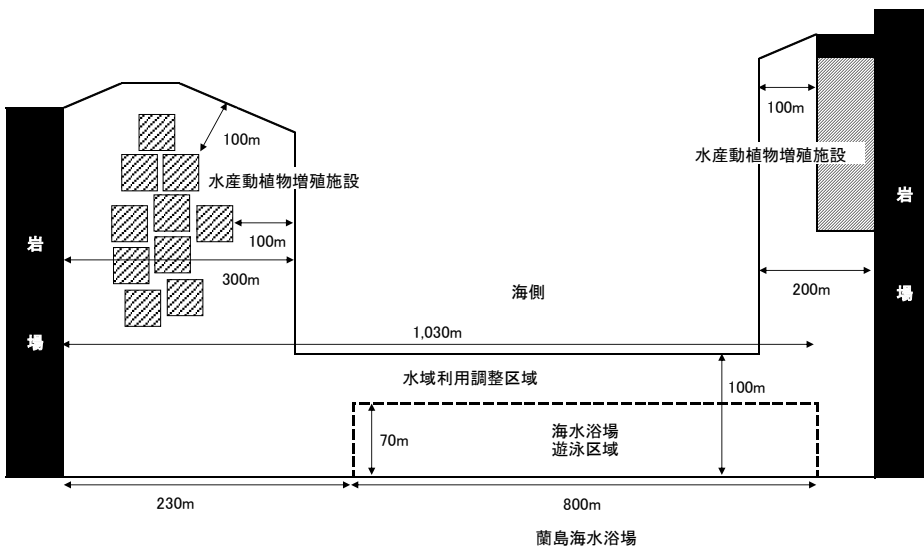 100m
100m
水産動植物増殖施設
水産動植物増殖施設
岩
場
100m
300m
岩
場
200m
海側
1,030m
水域利用調整区域
100m
70m
海水浴場
遊泳区域
230m
800m
蘭島海水浴場